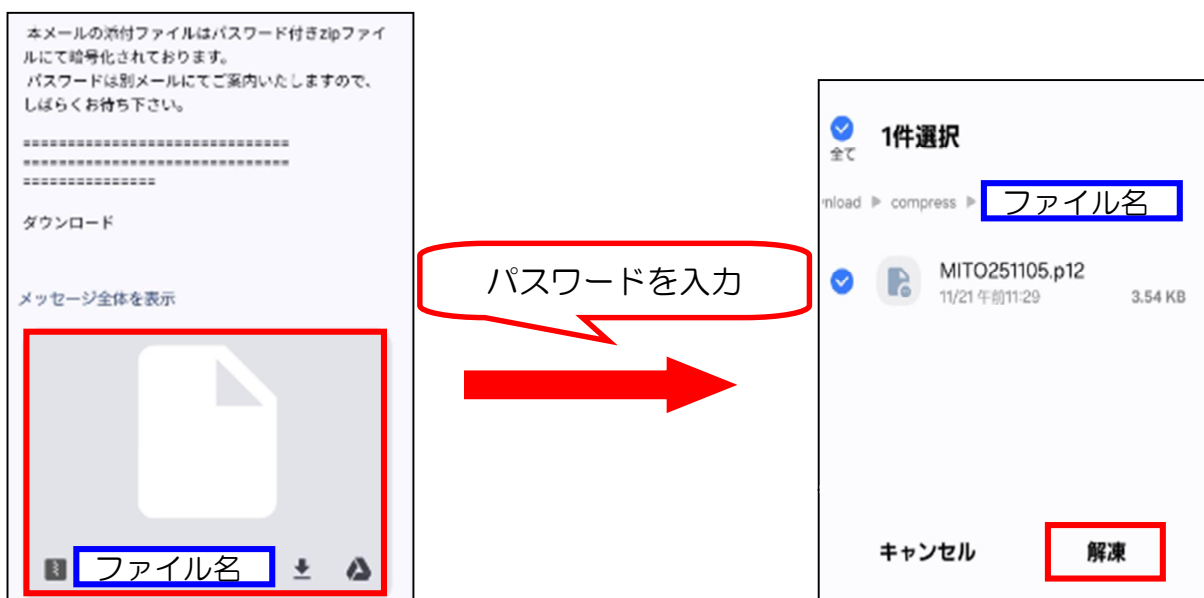 本メールの添付ファイルはパスワード付きzipファイ
ルにて暗号化されております。
パスワードは別メールにてご案内いたしますので、
しばらくお待ち下さい。
==============================
==============================
===============
ダウンロード
メッセージ全体を表示
ファイル名
パスワードを入力
1件選択
全て
nload ▶ compress ▶ ファイル名
MITO251105.p12
11/21 午前11:29 3.54 KB
キャンセル 解凍